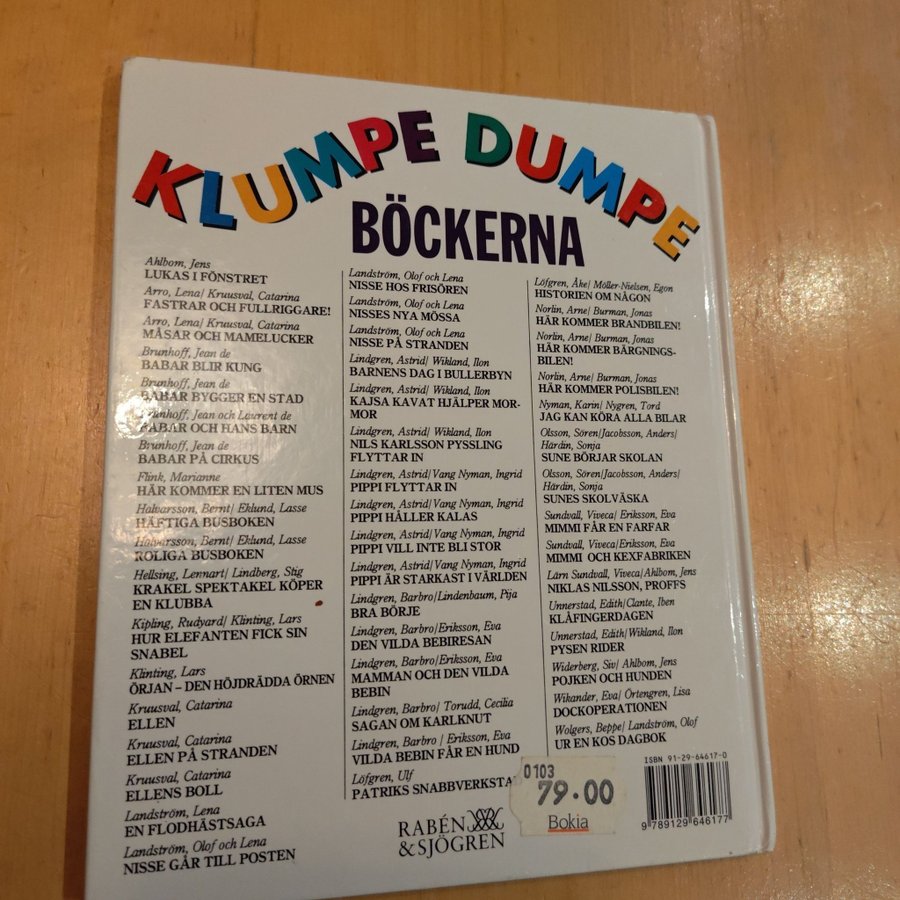 KLUMPE DUMPE
BÖCKERNA
Ahlbom, Jens
LUKAS I FÖNSTRET
Arro, Lena/ Kruusval, Catarina
FASTRAR OCH FULLRIGGARE!
Arro, Lena/ Kruusval, Catarina
MÅSAR OCH MAMELUCKER
Brunhoff, Jean de
BABAR BLIR KUNG
Brunhoff, Jean de
BABAR BYGGER EN STAD
Brunhoff, Jean och Laurent de
BABAR OCH HANS BARN
Brunhoff, Jean de
BABAR PÅ CIRKUS
Flink, Marianne
HÄR KOMMER EN LITEN MUS
Halvarsson, Bernt/ Eklund, Lasse
HÄFTIGA BUSBOKEN
Halvarsson, Bernt/ Eklund, Lasse
ROLIGA BUSBOKEN
Hellsing, Lennart/ Lindberg, Stig
KRAKEL SPEKTAKEL KÖPER
EN KLUBBA
Kipling, Rudyard/ Klinting, Lars
HUR ELEFANTEN FICK SIN
SNABEL
Klinting, Lars
ÖRJAN – DEN HÖJDRÄDDA ÖRNEN
Kruusval, Catarina
ELLEN
Kruusval, Catarina
ELLEN PÅ STRANDEN
Kruusval, Catarina
ELLENS BOLL
Landström, Lena
EN FLODHÄSTSAGA
Landström, Olof och Lena
NISSE GÅR TILL POSTEN
Landström, Olof och Lena
NISSE HOS FRISÖREN
Landström, Olof och Lena
NISSES NYA MÖSSA
Landström, Olof och Lena
NISSE PÅ STRANDEN
Lindgren, Astrid/ Wikland, Ilon
BARNENS DAG I BULLERBYN
Lindgren, Astrid/ Wikland, Ilon
KAJSA KAVAT HJÄLPER MOR-
MOR
Lindgren, Astrid/ Wikland, Ilon
NILS KARLSSON PYSSLING
FLYTTAR IN
Lindgren, Astrid/Vang Nyman, Ingrid
PIPPI FLYTTAR IN
Lindgren, Astrid/Vang Nyman, Ingrid
PIPPI HÅLLER KALAS
Lindgren, Astrid/Vang Nyman, Ingrid
PIPPI VILL INTE BLI STOR
Lindgren, Astrid/Vang Nyman, Ingrid
PIPPI ÄR STARKAST I VÄRLDEN
Lindgren, Barbro/Lindenbaum, Pija
BRA BÖRJE
Lindgren, Barbro/Eriksson, Eva
DEN VILDA BEBIRESAN
Lindgren, Barbro/Eriksson, Eva
MAMMAN OCH DEN VILDA
BEBIN
Lindgren, Barbro/ Torudd, Cecilia
SAGAN OM KARLKNUT
Lindgren, Barbro / Eriksson, Eva
VILDA BEBIN FÅR EN HUND
Löfgren, Ulf
PATRIKS SNABBVERKSTA
Löfgren, Åke/ Möller-Nielsen, Egon
HISTORIEN OM NÅGON
Norlin, Arne/ Burman, Jonas
HÄR KOMMER BRANDBILEN!
Norlin, Arne/ Burman, Jonas
HÄR KOMMER BÄRGNINGS-
BILEN!
Norlin, Arne/ Burman, Jonas
HÄR KOMMER POLISBILEN!
Nyman, Karin/ Nygren, Tord
JAG KAN KÖRA ALLA BILAR
Olsson, Sören/Jacobsson, Anders/
Härdin, Sonja
SUNE BÖRJAR SKOLAN
Olsson, Sören/Jacobsson, Anders/
Härdin, Sonja
SUNES SKOLVÄSKA
Sundvall, Viveca/ Eriksson, Eva
MIMMI FÅR EN FARFAR
Sundvall, Viveca/Eriksson, Eva
MIMMI OCH KEXFABRIKEN
Lärn Sundvall, Viveca/Ahlbom, Jens
NIKLAS NILSSON, PROFFS
Unnerstad, Edith/Clante, Iben
KLÅFINGERDAGEN
Unnerstad, Edith/Wikland, Ilon
PYSEN RIDER
Widerberg, Siv/ Ahlbom, Jens
POJKEN OCH HUNDEN
Wikander, Eva/ Örtengren, Lisa
DOCKOPERATIONEN
Wolgers, Beppe/ Landström, Olof
UR EN KOS DAGBOK
RABÉN
&SJÖGREN
0103
79.00
Bokia
ISBN 91-29-64617-0
9 789129 646177